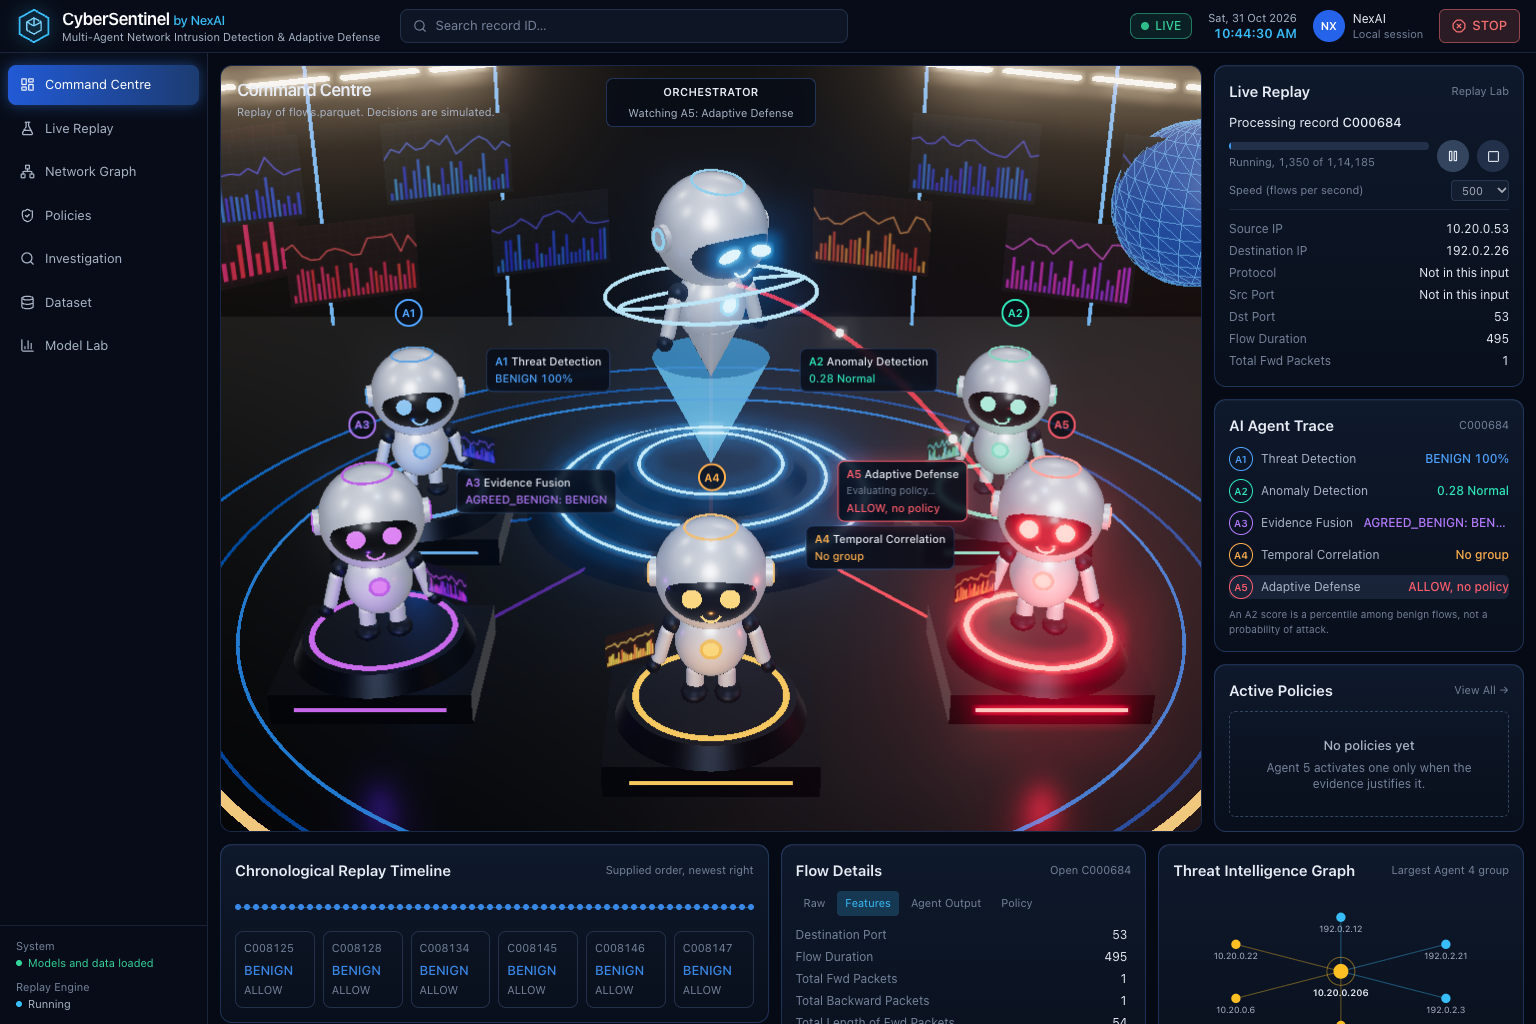 CyberSentinel by NexAI
Multi-Agent Network Intrusion Detection & Adaptive Defense
Search record ID...
LIVE
Sat, 31 Oct 2026
10:44:30 AM
NX
NexAI
Local session
STOP
Command Centre
Live Replay
Network Graph
Policies
Investigation
Dataset
Model Lab
System
Models and data loaded
Replay Engine
Running
Command Centre
Replay of flows.parquet. Decisions are simulated.
ORCHESTRATOR
Watching A5: Adaptive Defense
A1
A2
A1 Threat Detection
BENIGN 100%
A2 Anomaly Detection
0.28 Normal
A3
A5
A3 Evidence Fusion
AGREED_BENIGN: BENIGN
A4
A5 Adaptive Defense
Evaluating policy...
ALLOW, no policy
A4 Temporal Correlation
No group
Live Replay
Replay Lab
Processing record C000684
Running, 1,350 of 1,14,185
Speed (flows per second)
500
Source IP 10.20.0.53
Destination IP 192.0.2.26
Protocol Not in this input
Src Port Not in this input
Dst Port 53
Flow Duration 495
Total Fwd Packets 1
AI Agent Trace
C000684
A1 Threat Detection BENIGN 100%
A2 Anomaly Detection 0.28 Normal
A3 Evidence Fusion AGREED_BENIGN: BEN...
A4 Temporal Correlation No group
A5 Adaptive Defense ALLOW, no policy
An A2 score is a percentile among benign flows, not a
probability of attack.
Active Policies
View All →
No policies yet
Agent 5 activates one only when the
evidence justifies it.
Chronological Replay Timeline
Supplied order, newest right
C008125
BENIGN
ALLOW
C008128
BENIGN
ALLOW
C008134
BENIGN
ALLOW
C008145
BENIGN
ALLOW
C008146
BENIGN
ALLOW
C008147
BENIGN
ALLOW
Flow Details
Open C000684
Raw Features Agent Output Policy
Destination Port 53
Flow Duration 495
Total Fwd Packets 1
Total Backward Packets 1
Total Length of Fwd Packets 54
Threat Intelligence Graph
Largest Agent 4 group
192.0.2.12
10.20.0.22
192.0.2.21
10.20.0.206
10.20.0.6
192.0.2.3